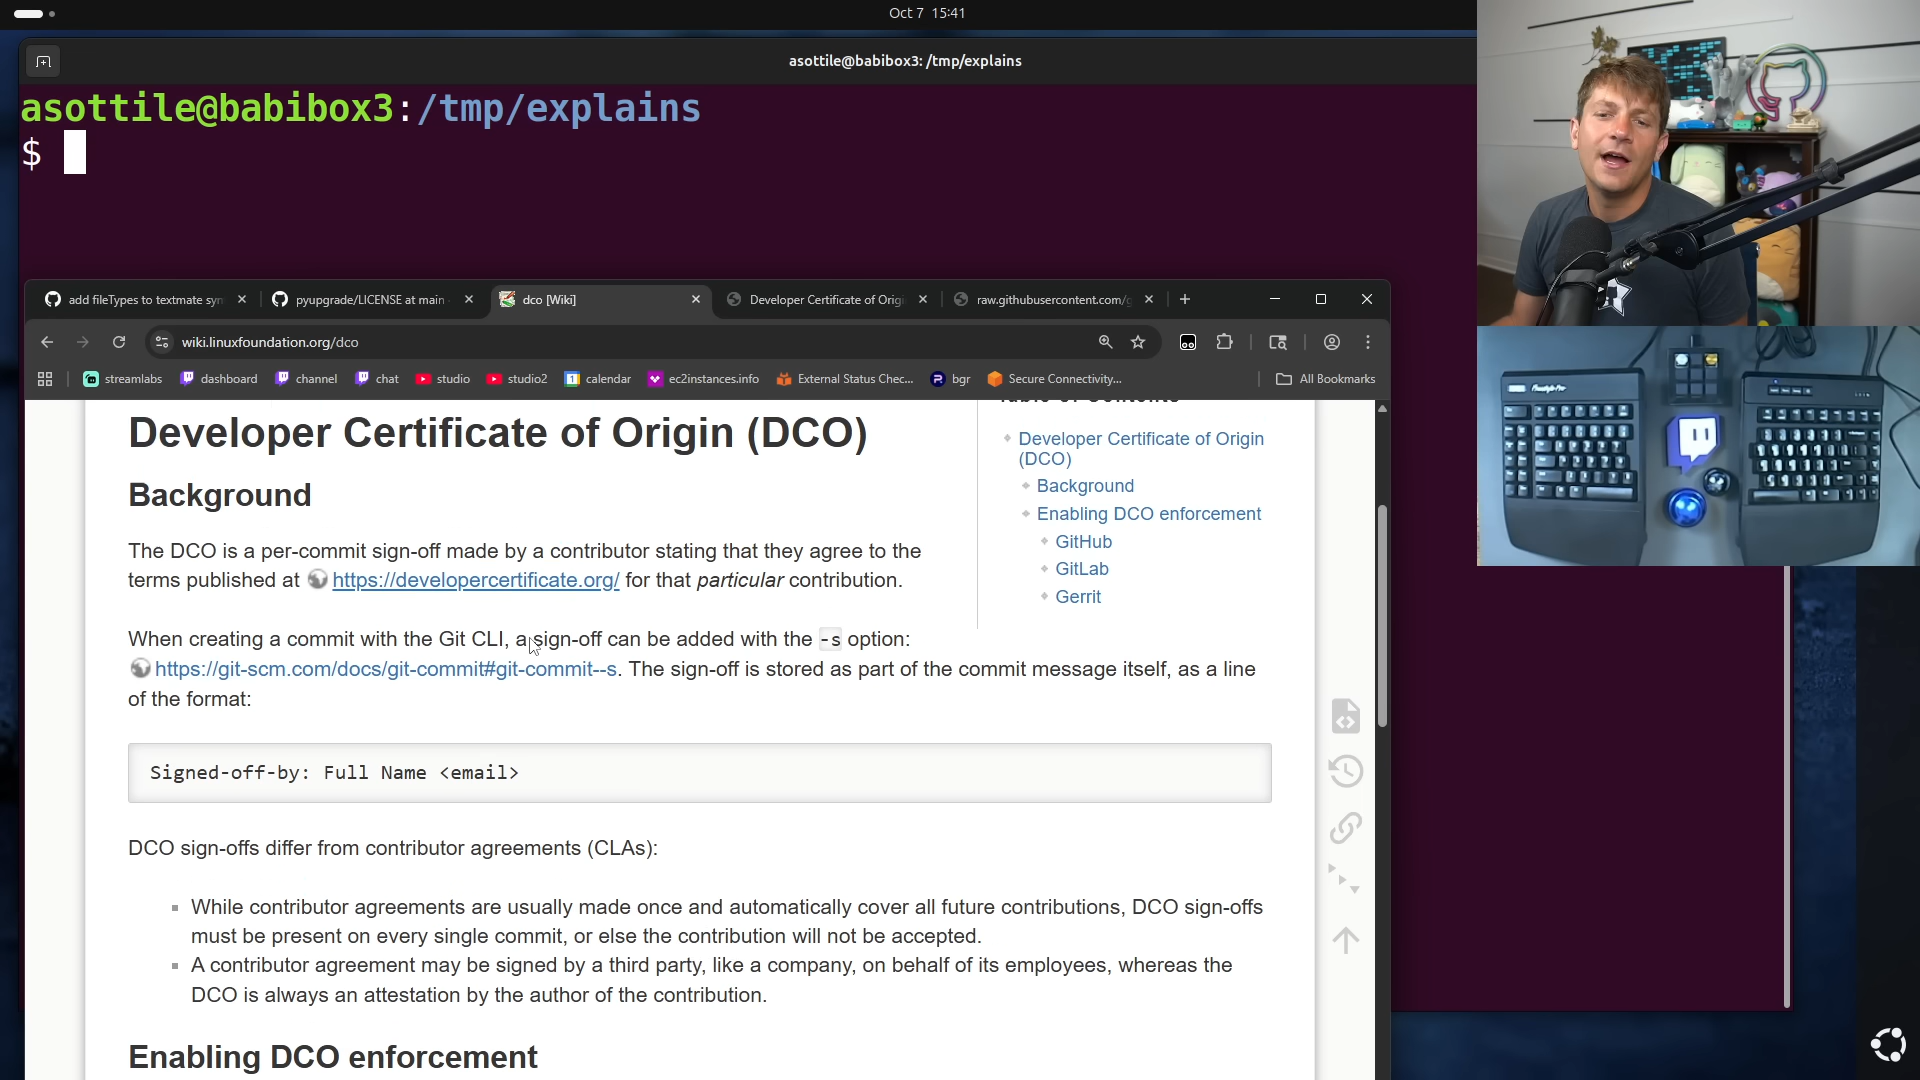 Oct 7 15:41
asottile@babibox3: /tmp/explains
asottile@babibox3:/tmp/explains
$
add fileTypes to textmate syn
pyupgrade/LICENSE at main
dco [Wiki]
Developer Certificate of Origi
raw.githubusercontent.com/g
wiki.linuxfoundation.org/dco
streamlabs
dashboard
channel
chat
studio
studio2
calendar
ec2instances.info
External Status Chec...
bgr
Secure Connectivity...
All Bookmarks
Developer Certificate of Origin (DCO)
Background
The DCO is a per-commit sign-off made by a contributor stating that they agree to the
terms published at https://developercertificate.org/ for that particular contribution.
When creating a commit with the Git CLI, a sign-off can be added with the -s option:
https://git-scm.com/docs/git-commit#git-commit--s. The sign-off is stored as part of the commit message itself, as a line
of the format:
Signed-off-by: Full Name <email>
DCO sign-offs differ from contributor agreements (CLAs):
While contributor agreements are usually made once and automatically cover all future contributions, DCO sign-offs
must be present on every single commit, or else the contribution will not be accepted.
A contributor agreement may be signed by a third party, like a company, on behalf of its employees, whereas the
DCO is always an attestation by the author of the contribution.
Enabling DCO enforcement
Table of Contents
Developer Certificate of Origin
(DCO)
Background
Enabling DCO enforcement
GitHub
GitLab
Gerrit